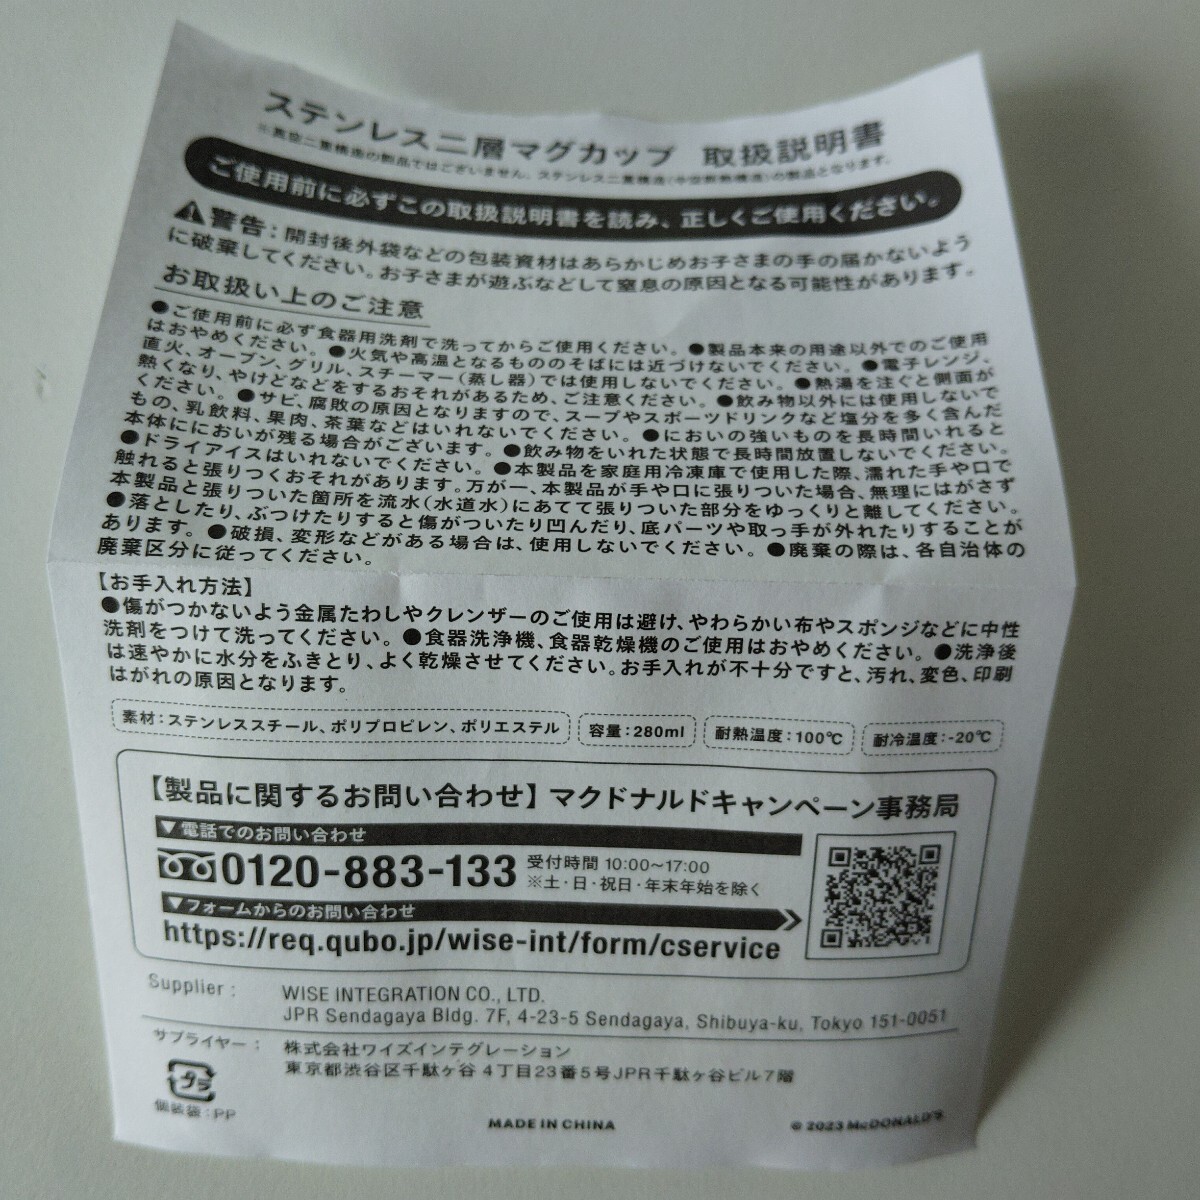 ステンレス二層マグカップ 取扱説明書
※真空二重構造の製品ではございません。ステンレス二重構造(中空断熱構造)の製品となります。
ご使用前に必ずこの取扱説明書を読み、正しくご使用ください。
警告：開封後外袋などの包装資材はあらかじめお子さまの手の届かないよう
に破棄してください。お子さまが遊ぶなどして窒息の原因となる可能性があります。
お取扱い上のご注意
●ご使用前に必ず食器用洗剤で洗ってからご使用ください。●製品本来の用途以外でのご使用
はおやめください。●火気や高温となるもののそばには近づけないでください。●電子レンジ、
直火、オーブン、グリル、スチーマー(蒸し器)では使用しないでください。●熱湯を注ぐと側面が
熱くなり、やけどなどをするおそれがあるため、ご注意ください。●飲み物以外には使用しないで
ください。●サビ、腐敗の原因となりますので、スープやスポーツドリンクなど塩分を多く含んだ
もの、乳飲料、果肉、茶葉などはいれないでください。●においの強いものを長時間いれると
本体ににおいが残る場合がございます。●飲み物をいれた状態で長時間放置しないでください。
●ドライアイスはいれないでください。●本製品を家庭用冷凍庫で使用した際、濡れた手や口で
触れると張りつくおそれがあります。万が一、本製品が手や口に張りついた場合、無理にはがさず
本製品と張りついた箇所を流水(水道水)にあてて張りついた部分をゆっくりと離してください。
●落としたり、ぶつけたりすると傷がついたり凹んだり、底パーツや取っ手が外れたりすることが
あります。●破損、変形などがある場合は、使用しないでください。●廃棄の際は、各自治体の
廃棄区分に従ってください。
【お手入れ方法】
●傷がつかないよう金属たわしやクレンザーのご使用は避け、やわらかい布やスポンジなどに中性
洗剤をつけて洗ってください。●食器洗浄機、食器乾燥機のご使用はおやめください。●洗浄後
は速やかに水分をふきとり、よく乾燥させてください。お手入れが不十分ですと、汚れ、変色、印刷
はがれの原因となります。
素材：ステンレススチール、ポリプロピレン、ポリエステル 容量：280ml 耐熱温度：100℃ 耐冷温度：-20℃
【製品に関するお問い合わせ】マクドナルドキャンペーン事務局
▼電話でのお問い合わせ
0120-883-133 受付時間 10:00～17:00
※土・日・祝日・年末年始を除く
▼フォームからのお問い合わせ
https://req.qubo.jp/wise-int/form/cservice
Supplier : WISE INTEGRATION CO., LTD.
JPR Sendagaya Bldg. 7F, 4-23-5 Sendagaya, Shibuya-ku, Tokyo 151-0051
サプライヤー： 株式会社ワイズインテグレーション
東京都渋谷区千駄ヶ谷 4丁目23番5号JPR千駄ヶ谷ビル7階
プラ
個装袋：PP
MADE IN CHINA
© 2023 McDONALD'S